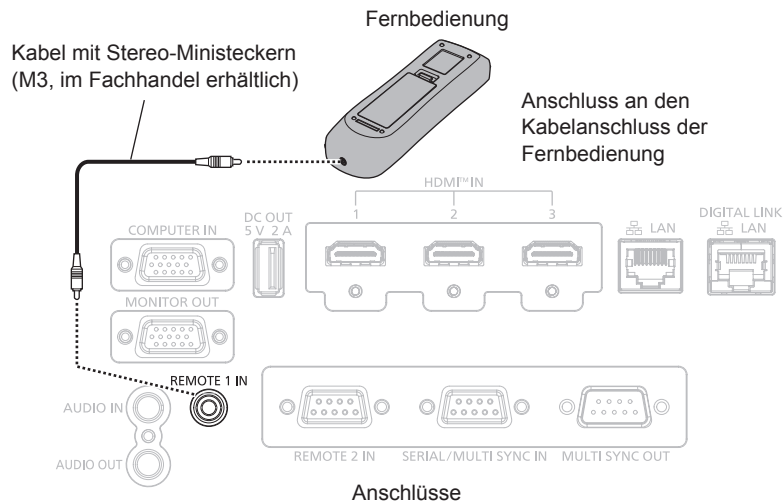 Fernbedienung
Kabel mit Stereo-Ministeckern
(M3, im Fachhandel erhältlich)
Anschluss an den
Kabelanschluss der
Fernbedienung
HDMI™ IN
1 2 3
COMPUTER IN
DC OUT
5 V 2 A
LAN
DIGITAL LINK
LAN
MONITOR OUT
REMOTE 1 IN
AUDIO IN
AUDIO OUT
REMOTE 2 IN
SERIAL/MULTI SYNC IN
MULTI SYNC OUT
Anschlüsse